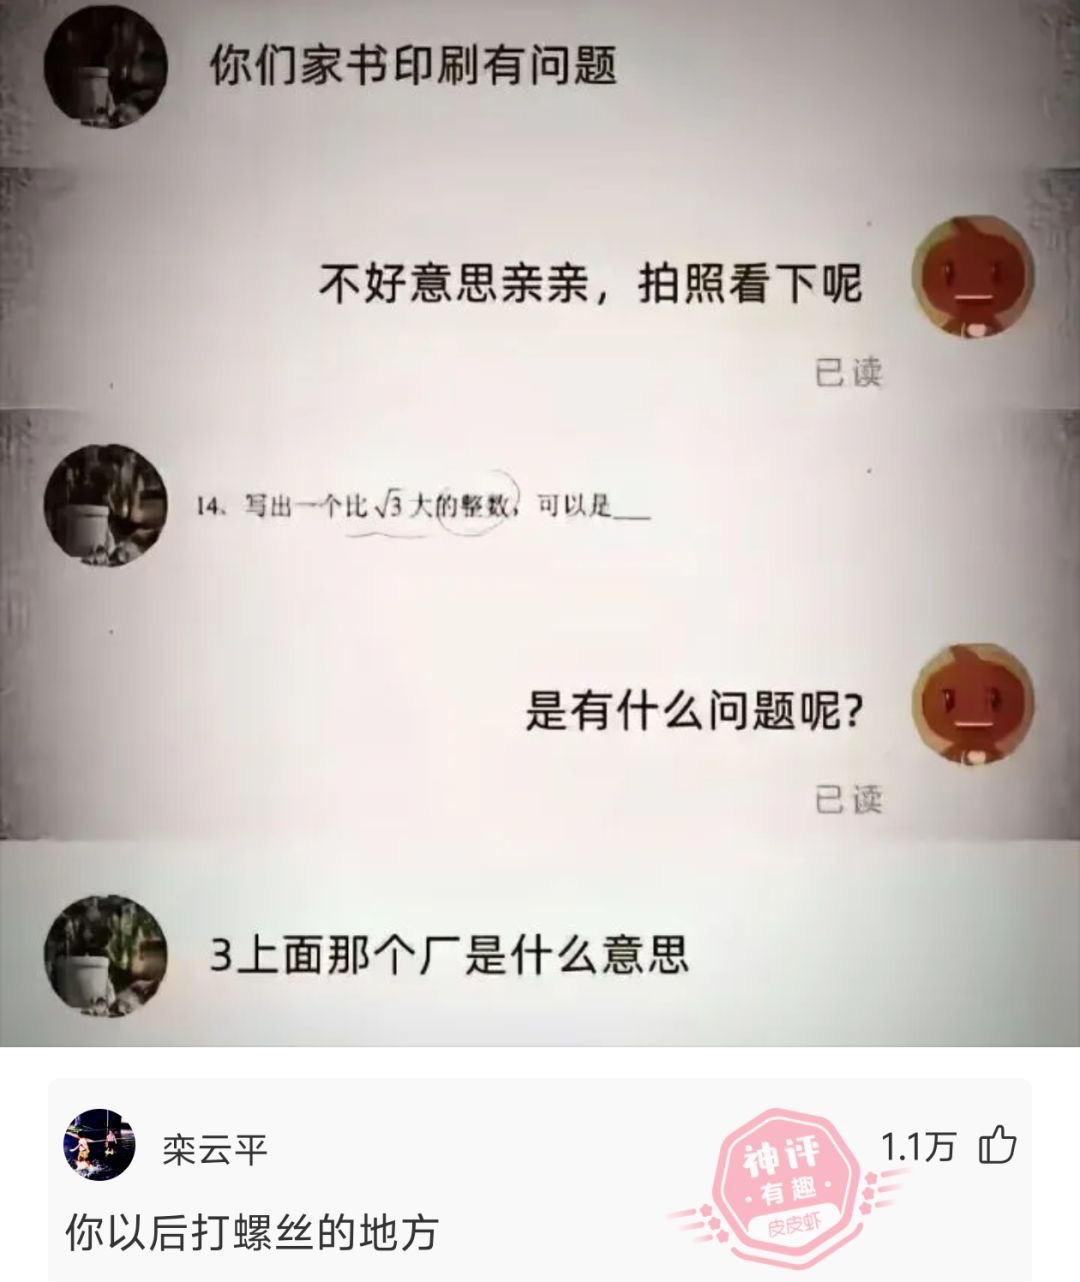 你们家书印刷有问题
不好意思亲亲，拍照看下呢
已读
14、写出一个比√3大的整数，可以是___
是有什么问题呢?
已读
3上面那个厂是什么意思
栾云平
神评
·有趣·
皮皮虾
1.1万
你以后打螺丝的地方